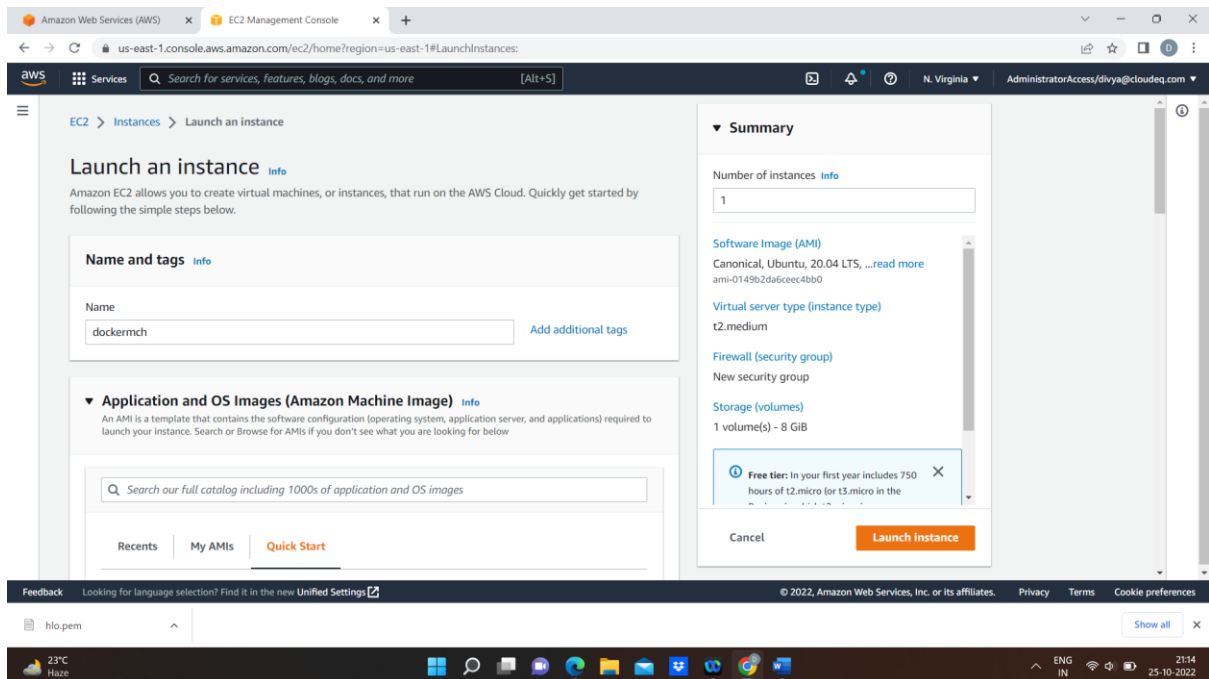 Amazon Web Services (AWS)
EC2 Management Console
us-east-1.console.aws.amazon.com/ec2/home?region=us-east-1#LaunchInstances:
D
aws
Services
Search for services, features, blogs, docs, and more
[Alt+S]
N. Virginia
AdministratorAccess/divya@cloudeq.com
EC2 > Instances > Launch an instance
Launch an instance Info
Amazon EC2 allows you to create virtual machines, or instances, that run on the AWS Cloud. Quickly get started by
following the simple steps below.
Name and tags Info
Name
dockermch
Add additional tags
Application and OS Images (Amazon Machine Image) Info
An AMI is a template that contains the software configuration (operating system, application server, and applications) required to
launch your instance. Search or Browse for AMIs if you don't see what you are looking for below
Search our full catalog including 1000s of application and OS images
Recents
My AMIs
Quick Start
Summary
Number of instances Info
1
Software Image (AMI)
Canonical, Ubuntu, 20.04 LTS, ...read more
ami-0149b2da6ceec4bb0
Virtual server type (instance type)
t2.medium
Firewall (security group)
New security group
Storage (volumes)
1 volume(s) - 8 GiB
Free tier: In your first year includes 750
hours of t2.micro (or t3.micro in the
Cancel
Launch instance
Feedback
Looking for language selection? Find it in the new Unified Settings
© 2022, Amazon Web Services, Inc. or its affiliates.
Privacy
Terms
Cookie preferences
hlo.pem
Show all
23°C
Haze
ENG
IN
21:14
25-10-2022